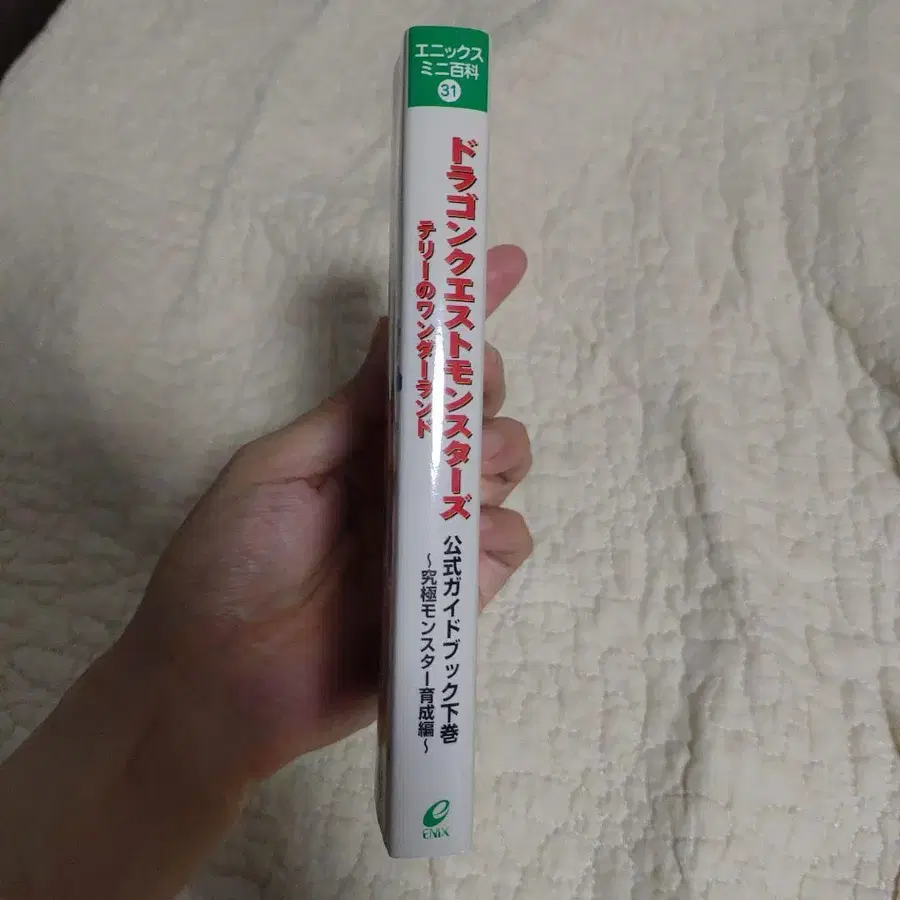 エニックス
ミニ百科
31
ドラゴンクエストモンスターズ
テリーのワンダーランド
公式ガイドブック下巻
～究極モンスター育成編～
ENIX